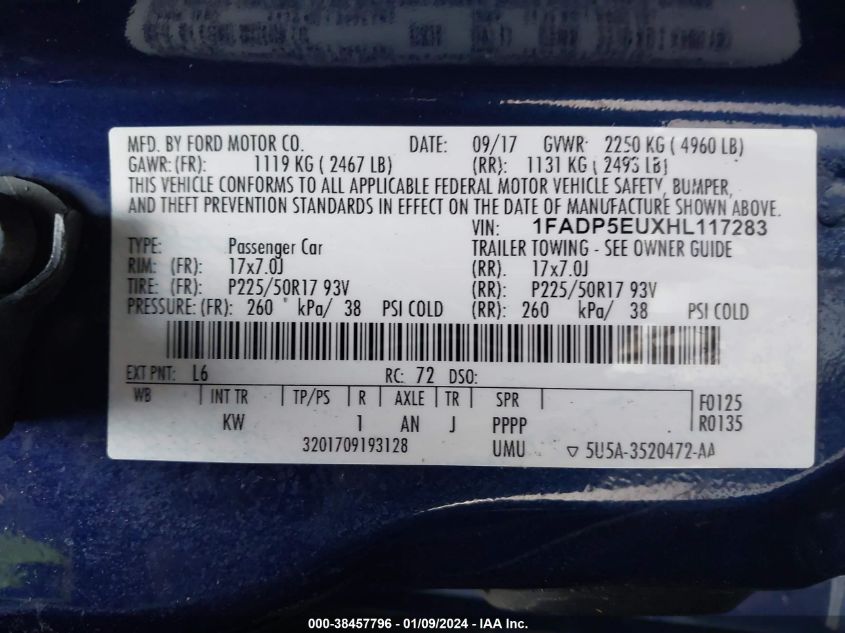 MFD. BY FORD MOTOR CO. DATE: 09/17 GVWR: 2250 KG ( 4960 LB)
GAWR: (FR): 1119 KG ( 2467 LB) (RR): 1131 KG ( 2493 LB)
THIS VEHICLE CONFORMS TO ALL APPLICABLE FEDERAL MOTOR VEHICLE SAFETY, BUMPER,
AND THEFT PREVENTION STANDARDS IN EFFECT ON THE DATE OF MANUFACTURE SHOWN ABOVE.
VIN: 1FADP5EUXHL117283
TYPE: Passenger Car TRAILER TOWING - SEE OWNER GUIDE
RIM: (FR): 17x7.0J (RR). 17x7.0J
TIRE: (FR): P225/50R17 93V (RR): P225/50R17 93V
PRESSURE: (FR): 260 kPa/ 38 PSI COLD (RR): 260 kPa/ 38 PSI COLD
EXT PNT: L6 RC: 72 DSO:
WB INT TR TP/PS R AXLE TR SPR F0125
KW 1 AN J PPPP R0135
3201709193128 UMU ▽ 5U5A-3520472-AA
000-38457796 - 01/09/2024 - IAA Inc.